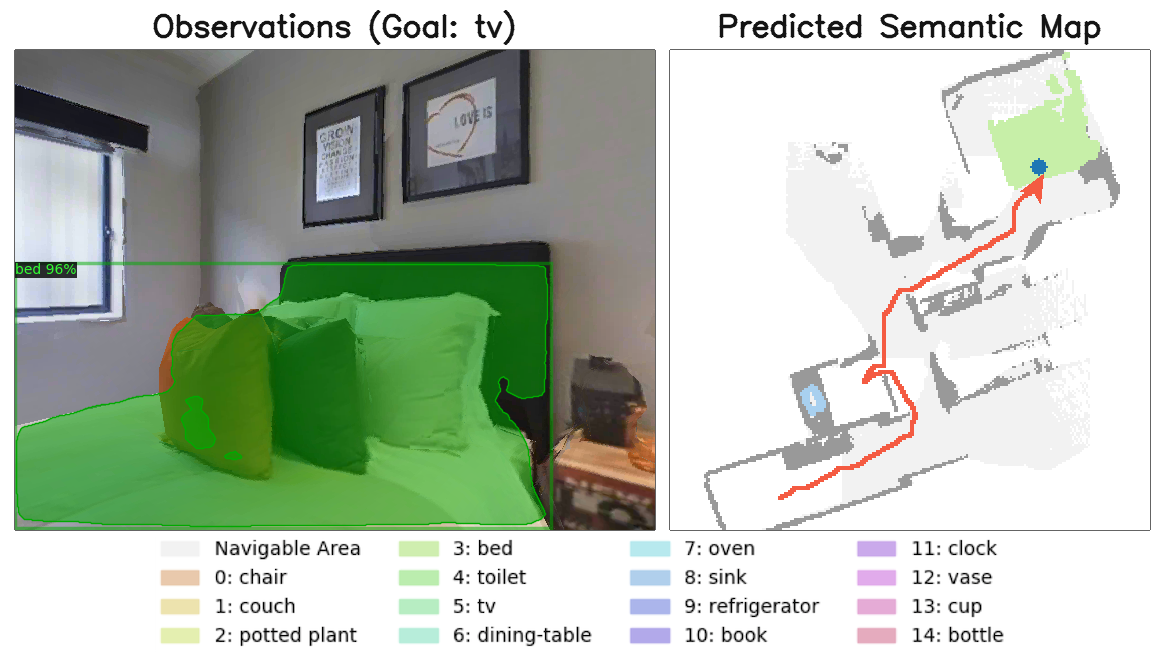 Observations (Goal: tv)
Predicted Semantic Map
GROW
VISION
CHANGE
LOVE IS
bed 96%
Navigable Area
0: chair
1: couch
2: potted plant
3: bed
4: toilet
5: tv
6: dining-table
7: oven
8: sink
9: refrigerator
10: book
11: clock
12: vase
13: cup
14: bottle